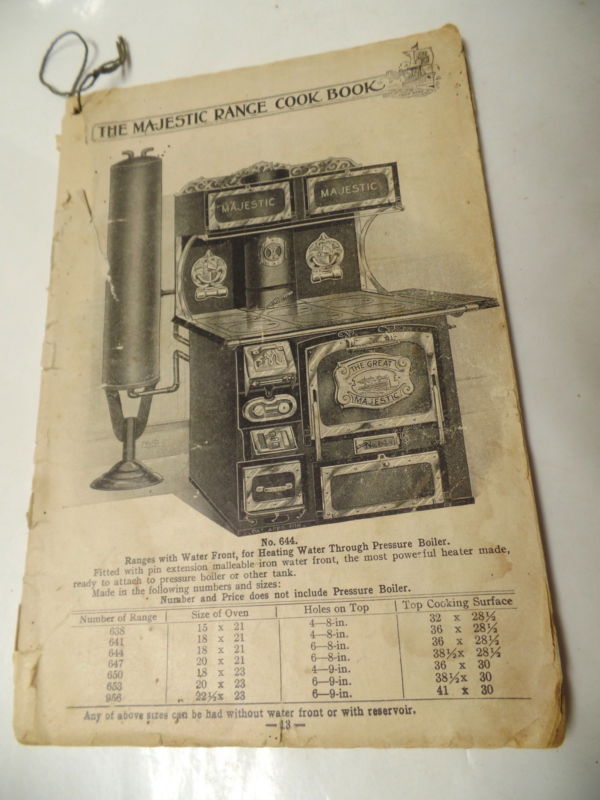 THE MAJESTIC RANGE COOK BOOK
MAJESTIC
MAJESTIC
THE GREAT
MAJESTIC
No. 644.
Ranges with Water Front, for Heating Water Through Pressure Boiler.
Fitted with pin extension malleable iron water front, the most powerful heater made,
ready to attach to pressure boiler or other tank.
Made in the following numbers and sizes:
Number and Price does not include Pressure Boiler.
Number of Range Size of Oven Holes on Top Top Cooking Surface
638 15 x 21 4—8-in. 32 x 28½
641 18 x 21 4—8-in. 36 x 28½
644 18 x 21 6—8-in. 36 x 28½
647 20 x 21 6—8-in. 38½x 28½
650 18 x 23 4—9-in. 36 x 30
653 20 x 23 6—9-in. 38½x 30
956 22½x 23 6—9-in. 41 x 30
Any of above sizes can be had without water front or with reservoir.
—13—